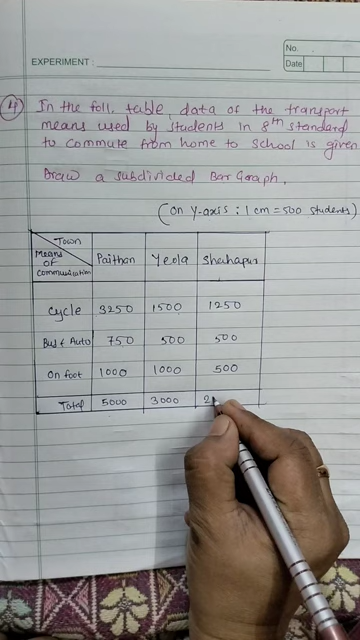 No.
EXPERIMENT:
Date
4 In the foll. table, data of the transport
means used by students in 8th standard
to commute from home to school is given
Draw a subdivided Bar Graph.
(On Y-axis : 1 cm = 500 students)
Town
Means of Communication
Paithan Yeola Shahapur
Cycle 3250 1500 1250
Bus & Auto 750 500 500
On foot 1000 1000 500
Total 5000 3000 2